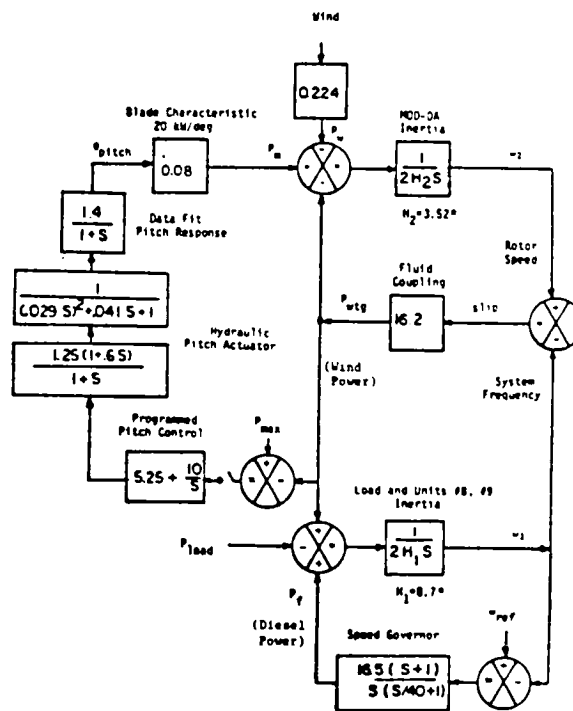 Wind
0.224
Blade Characteristic
20 kW/deg
θpitch
0.08
Pm
Pw
MOD-OA
Inertia
1
2H₂S
H₂=3.52"
ω₂
1.4
1+S
Data Fit
Pitch Response
Rotor
Speed
1
(.029 S)²+.041 S+1
Fluid
Coupling
Pwtg
16.2
slip
Hydraulic
Pitch Actuator
1.25(1+.6S)
1+S
(Wind
Power)
System
Frequency
Programmed
Pitch Control
Pmax
5.25 + 10
S
Load and Units #8, #9
Inertia
Pload
1
2H₁S
H₁=8.7"
ω₁
Pf
(Diesel
Power)
Speed Governor
ωref
16.5 (S+1)
S (S/40+1)